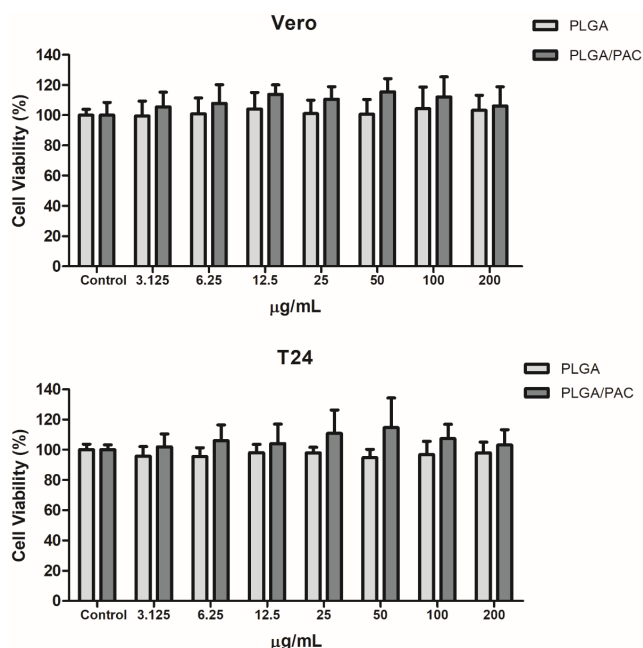 Vero
PLGA
PLGA/PAC
Cell Viability (%)
140
120
100
80
60
40
20
0
Control 3.125 6.25 12.5 25 50 100 200
µg/mL
T24
PLGA
PLGA/PAC
Cell Viability (%)
140
120
100
80
60
40
20
0
Control 3.125 6.25 12.5 25 50 100 200
µg/mL